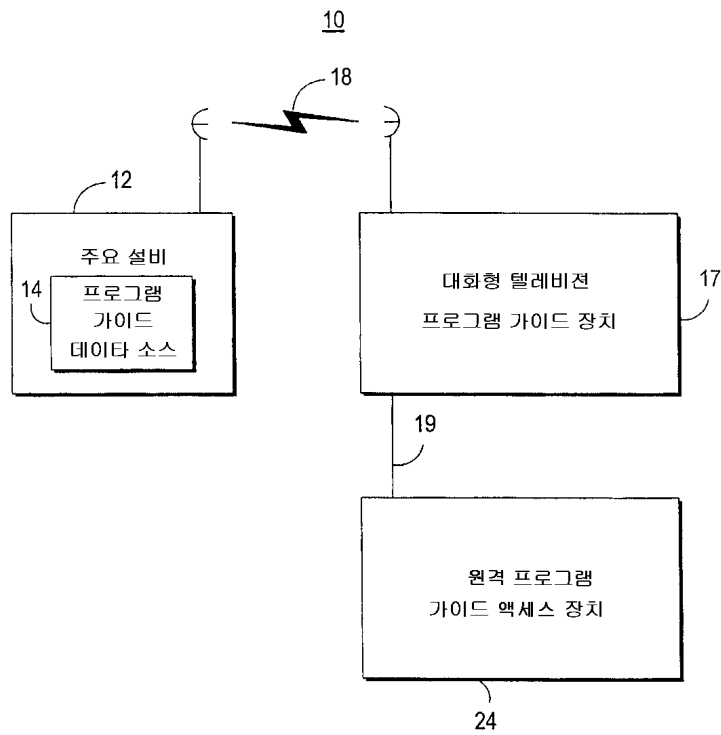 10
18
12
주요 설비
14
프로그램
가이드
데이타 소스
대화형 텔레비젼
프로그램 가이드 장치
17
19
원격 프로그램
가이드 액세스 장치
24